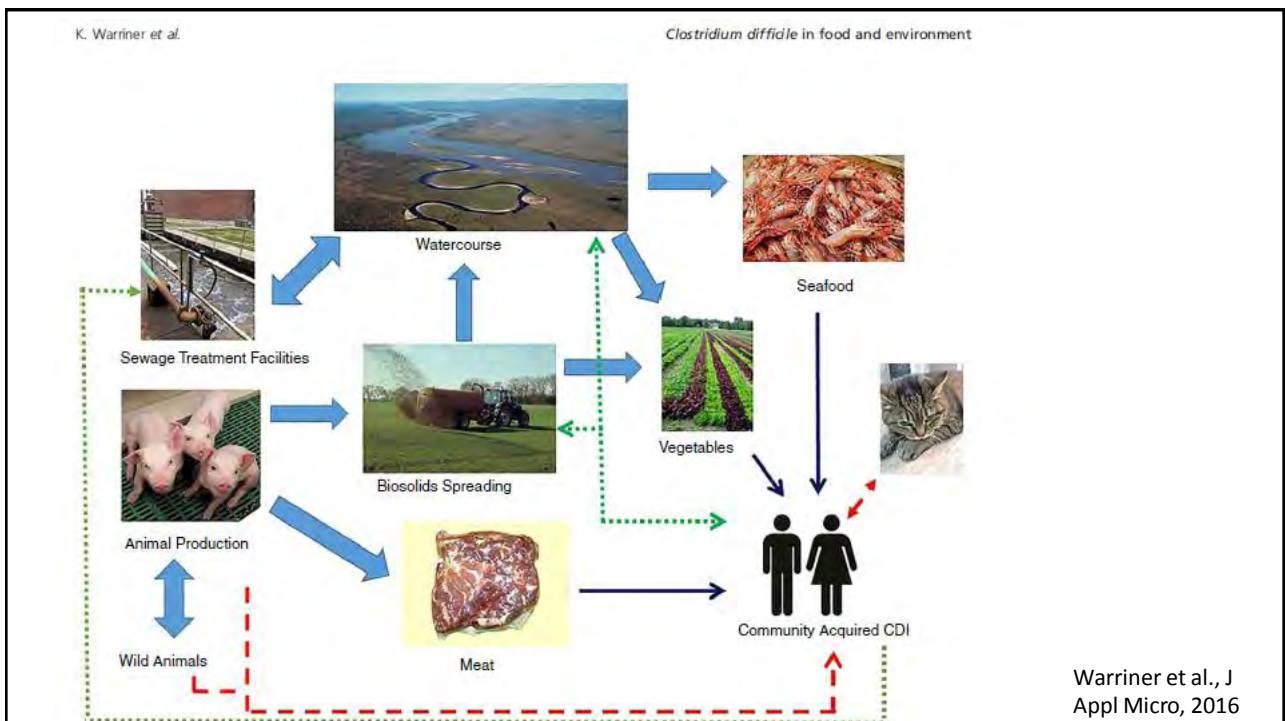 K. Warriner et al.
Clostridium difficile in food and environment
Watercourse
Seafood
Sewage Treatment Facilities
Vegetables
Biosolids Spreading
Animal Production
Community Acquired CDI
Wild Animals
Meat
Warriner et al., J
Appl Micro, 2016